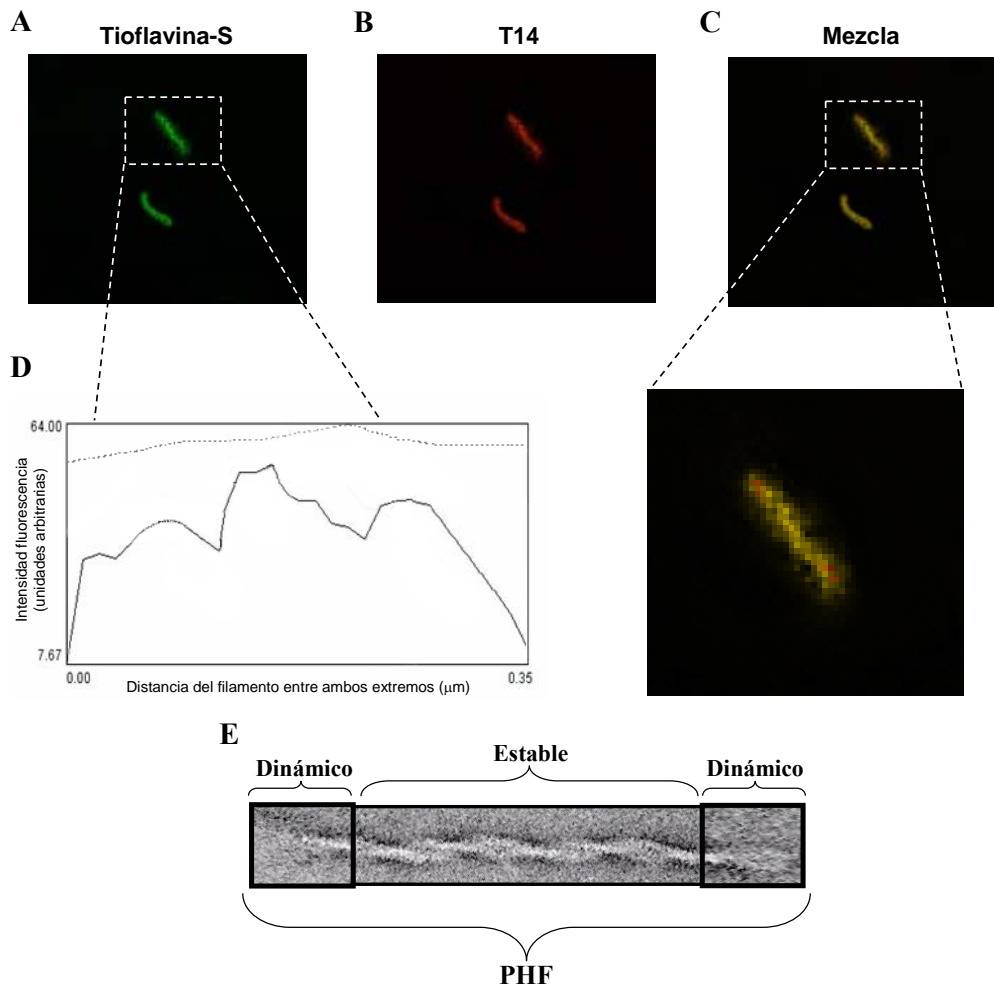 A
Tioflavina-S
B
T14
C
Mezcla
D
64.00
Intensidad fluorescencia
(unidades arbitrarias)
7.67
0.00
Distancia del filamento entre ambos extremos (μm)
0.35
E
Dinámico
Estable
Dinámico
PHF